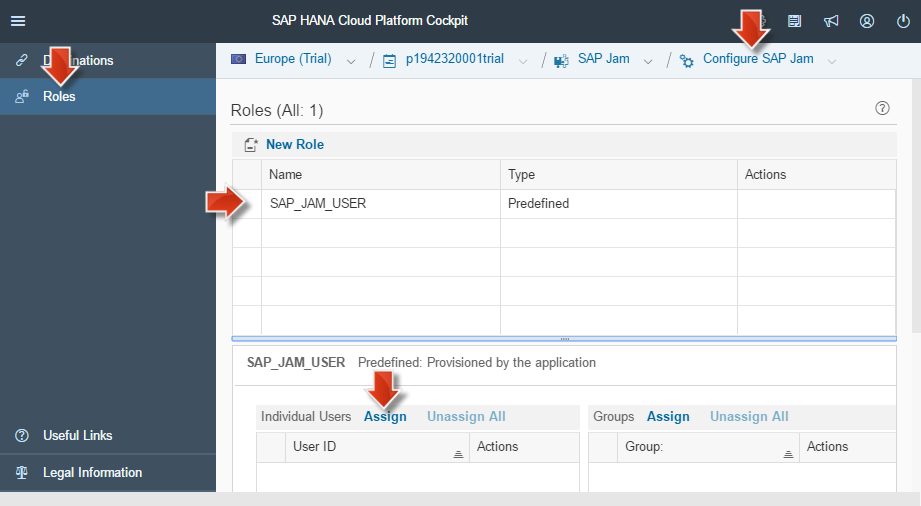 SAP HANA Cloud Platform Cockpit
Europe (Trial) / p1942320001trial / SAP Jam / Configure SAP Jam
Roles
Roles (All: 1)
New Role
Name Type Actions
SAP_JAM_USER Predefined
SAP_JAM_USER Predefined: Provisioned by the application
Individual Users Assign Unassign All Groups Assign Unassign All
User ID Actions Group: Actions
Useful Links
Legal Information